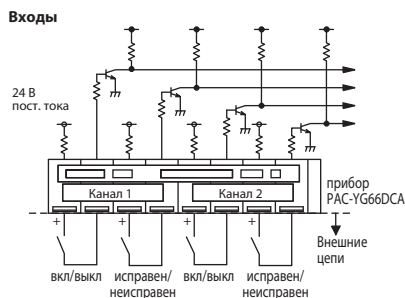 Входы
24 В
пост. тока
Канал 1
Канал 2
прибор
PAC-YG66DCA
+
+
+
+
Внешние
цепи
вкл/выкл
исправен/
неисправен
вкл/выкл
исправен/
неисправен